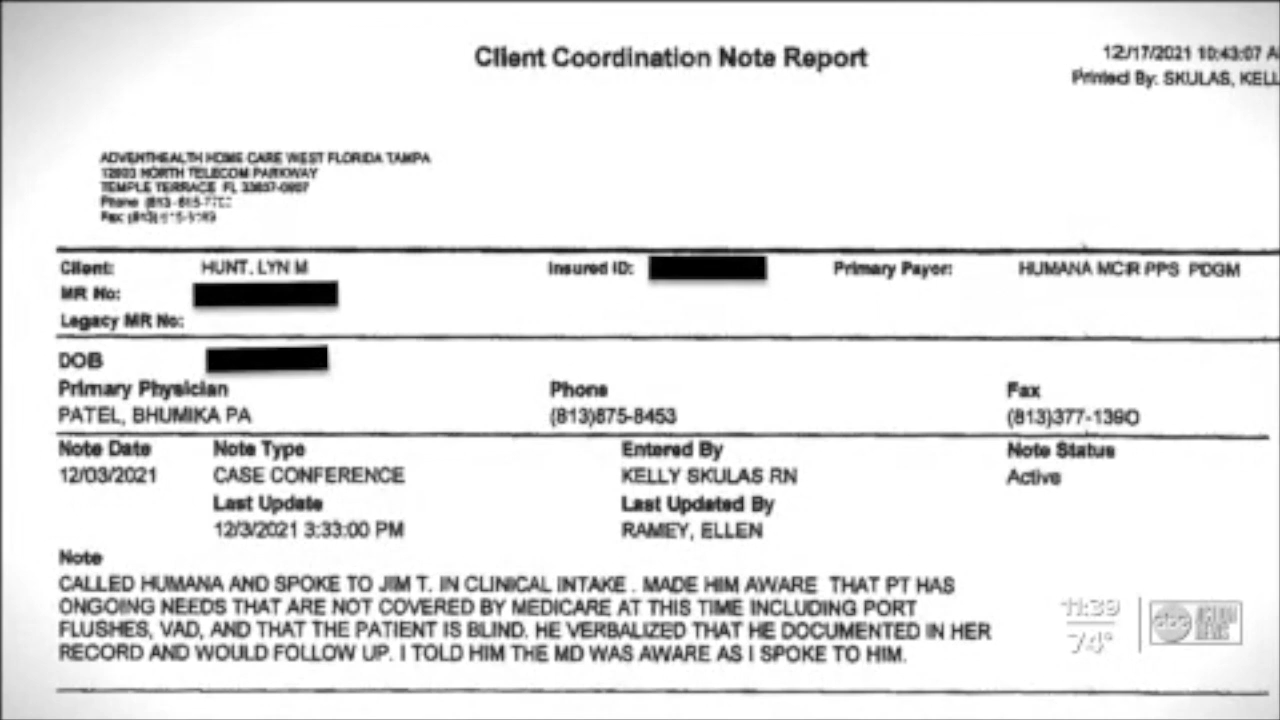 Client Coordination Note Report
12/17/2021 10:43:07 A
Printed By: SKULAS, KELL
ADVENTHEALTH HOME CARE WEST FLORIDA TAMPA
NORTH TELECOM PARKWAY
TEMPLE TERRACE FL
Phone
Fax
Client: HUNT, LYN M Insured ID: Primary Payor: HUMANA MCR PPS PDGM
MR No:
Legacy MR No:
DOB
Primary Physician Phone Fax
PATEL, BHUMIKA PA (813)875-8453 (813)377-1390
Note Date Note Type Entered By Note Status
12/03/2021 CASE CONFERENCE KELLY SKULAS RN Active
Last Update Last Updated By
12/3/2021 3:33:00 PM RAMEY, ELLEN
Note
CALLED HUMANA AND SPOKE TO JIM T. IN CLINICAL INTAKE . MADE HIM AWARE THAT PT HAS
ONGOING NEEDS THAT ARE NOT COVERED BY MEDICARE AT THIS TIME INCLUDING PORT
FLUSHES, VAD, AND THAT THE PATIENT IS BLIND. HE VERBALIZED THAT HE DOCUMENTED IN HER
RECORD AND WOULD FOLLOW UP. I TOLD HIM THE MD WAS AWARE AS I SPOKE TO HIM.
11:39
74°
abc ACTION NEWS